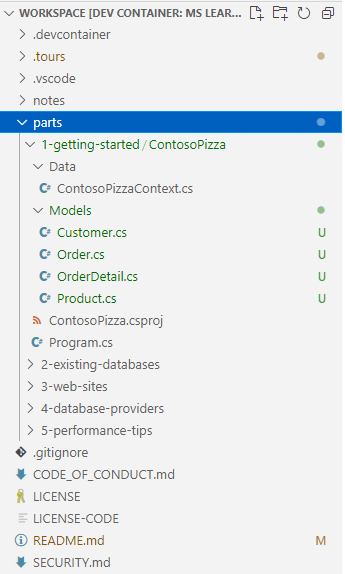 WORKSPACE [DEV CONTAINER: MS LEAR...
.devcontainer
.tours
.vscode
notes
parts
1-getting-started / ContosoPizza
Data
C# ContosoPizzaContext.cs
Models
C# Customer.cs U
C# Order.cs U
C# OrderDetail.cs U
C# Product.cs U
ContosoPizza.csproj
C# Program.cs
2-existing-databases
3-web-sites
4-database-providers
5-performance-tips
.gitignore
CODE_OF_CONDUCT.md
LICENSE
LICENSE-CODE
README.md M
SECURITY.md